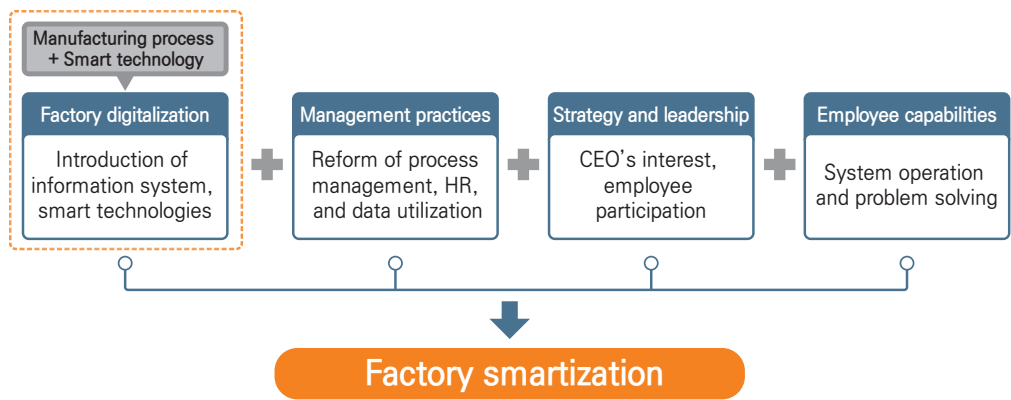 Manufacturing process
+ Smart technology
Factory digitalization
Introduction of
information system,
smart technologies
Management practices
Reform of process
management, HR,
and data utilization
Strategy and leadership
CEO’s interest,
employee
participation
Employee capabilities
System operation
and problem solving
Factory smartization